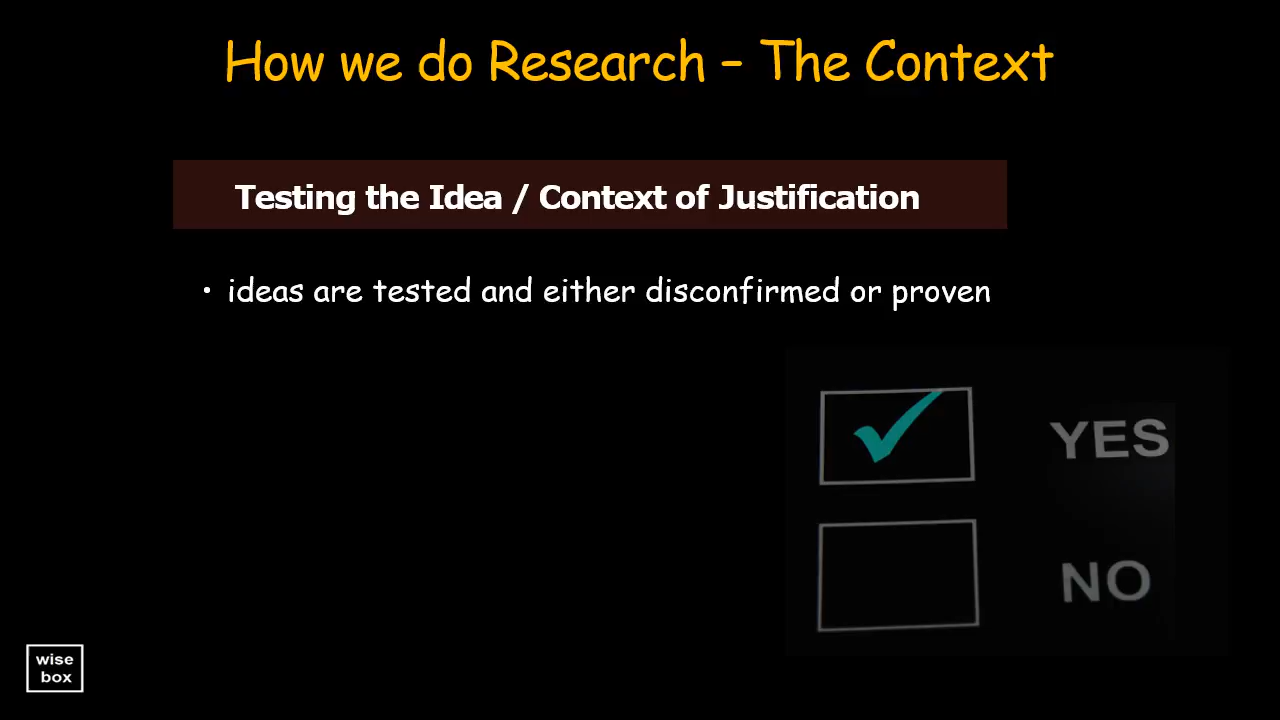 How we do Research – The Context
Testing the Idea / Context of Justification
• ideas are tested and either disconfirmed or proven
YES
NO
wise
box